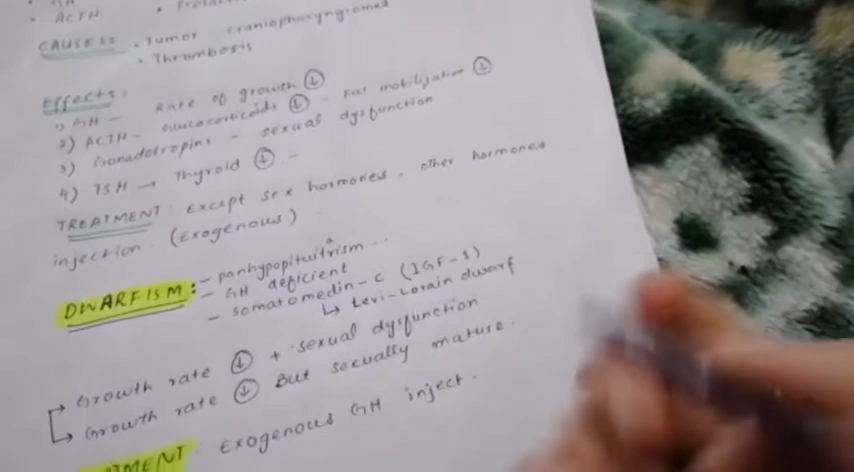 • ACTH
CAUSES: • Tumor craniopharyngiomas
• Thrombosis
Effects:
1) GH - Rate of growth ↓
2) ACTH - Glucocorticoids ↓ - Fat mobilization ↓
3) Gonadotropins - sexual dysfunction
4) TSH → Thyroid ↓ -
TREATMENT: Except sex hormones, other hormones
injection. (Exogenous)
DWARFISM: - panhypopituitrism...
- GH deficient
- somatomedin-C (IGF-1)
↳ Levi-Lorain dwarf
→ Growth rate ↓ + sexual dysfunction
→ Growth rate ↓ But sexually mature.
TMENT Exogenous GH inject.